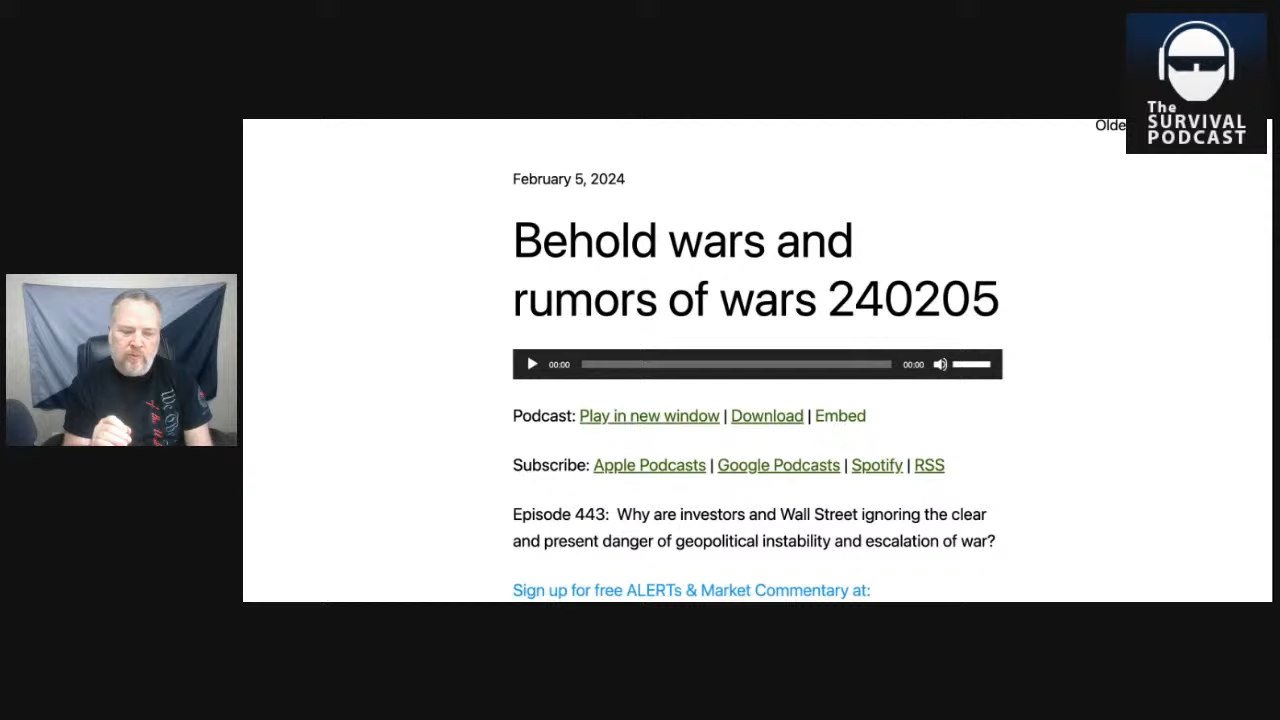 The
SURVIVAL
PODCAST
Olde
February 5, 2024
Behold wars and
rumors of wars 240205
00:00 00:00
Podcast: Play in new window | Download | Embed
Subscribe: Apple Podcasts | Google Podcasts | Spotify | RSS
Episode 443: Why are investors and Wall Street ignoring the clear
and present danger of geopolitical instability and escalation of war?
Sign up for free ALERTs & Market Commentary at:
We The